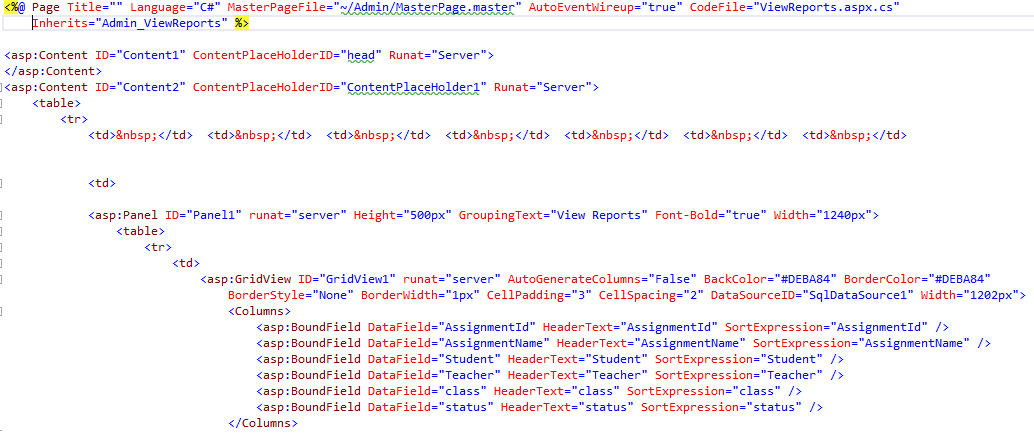 <%@ Page Title="" Language="C#" MasterPageFile="~/Admin/MasterPage.master" AutoEventWireup="true" CodeFile="ViewReports.aspx.cs"
Inherits="Admin_ViewReports" %>
<asp:Content ID="Content1" ContentPlaceHolderID="head" Runat="Server">
</asp:Content>
<asp:Content ID="Content2" ContentPlaceHolderID="ContentPlaceHolder1" Runat="Server">
<table>
<tr>
<td>&nbsp;</td> <td>&nbsp;</td> <td>&nbsp;</td> <td>&nbsp;</td> <td>&nbsp;</td> <td>&nbsp;</td> <td>&nbsp;</td>
<td>
<asp:Panel ID="Panel1" runat="server" Height="500px" GroupingText="View Reports" Font-Bold="true" Width="1240px">
<table>
<tr>
<td>
<asp:GridView ID="GridView1" runat="server" AutoGenerateColumns="False" BackColor="#DEBA84" BorderColor="#DEBA84"
BorderStyle="None" BorderWidth="1px" CellPadding="3" CellSpacing="2" DataSourceID="SqlDataSource1" Width="1202px">
<Columns>
<asp:BoundField DataField="AssignmentId" HeaderText="AssignmentId" SortExpression="AssignmentId" />
<asp:BoundField DataField="AssignmentName" HeaderText="AssignmentName" SortExpression="AssignmentName" />
<asp:BoundField DataField="Student" HeaderText="Student" SortExpression="Student" />
<asp:BoundField DataField="Teacher" HeaderText="Teacher" SortExpression="Teacher" />
<asp:BoundField DataField="class" HeaderText="class" SortExpression="class" />
<asp:BoundField DataField="status" HeaderText="status" SortExpression="status" />
</Columns>